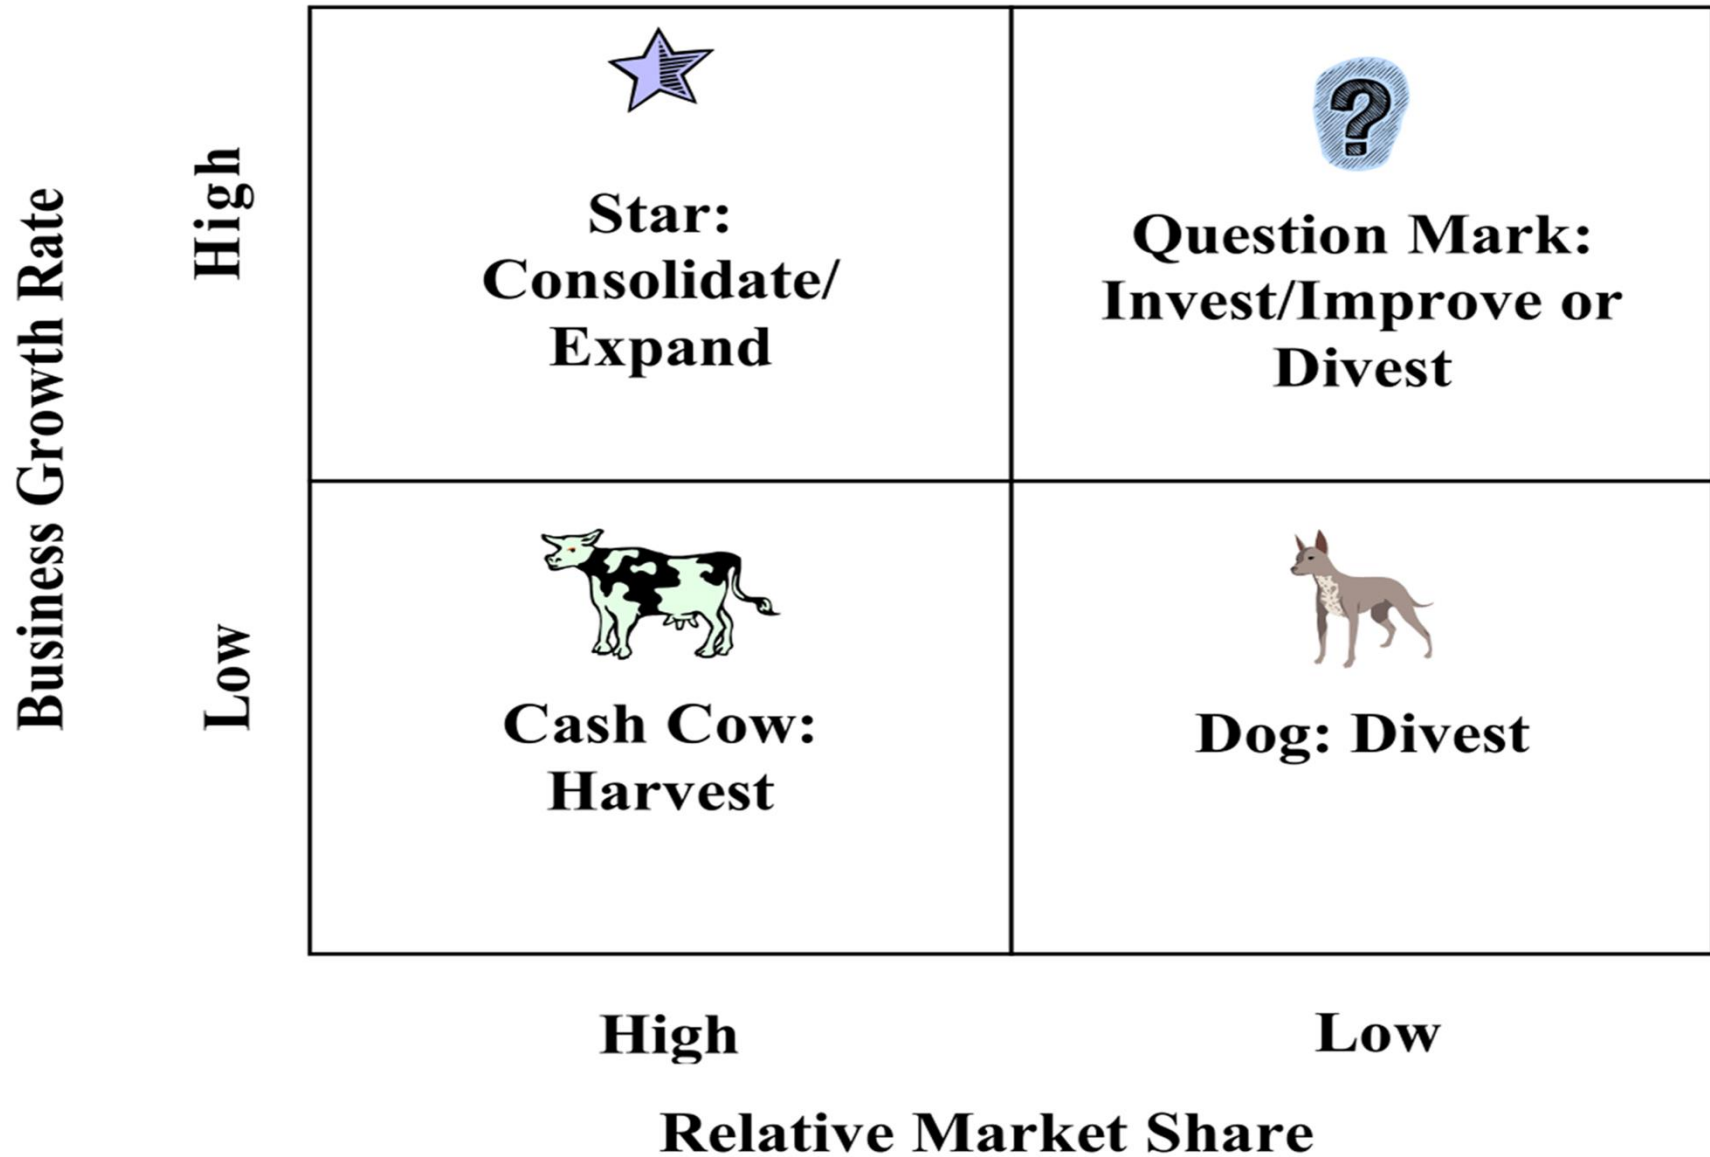 Business Growth Rate
High
Star:
Consolidate/
Expand
?
Question Mark:
Invest/Improve or
Divest
Low
Cash Cow:
Harvest
Dog: Divest
High
Low
Relative Market Share